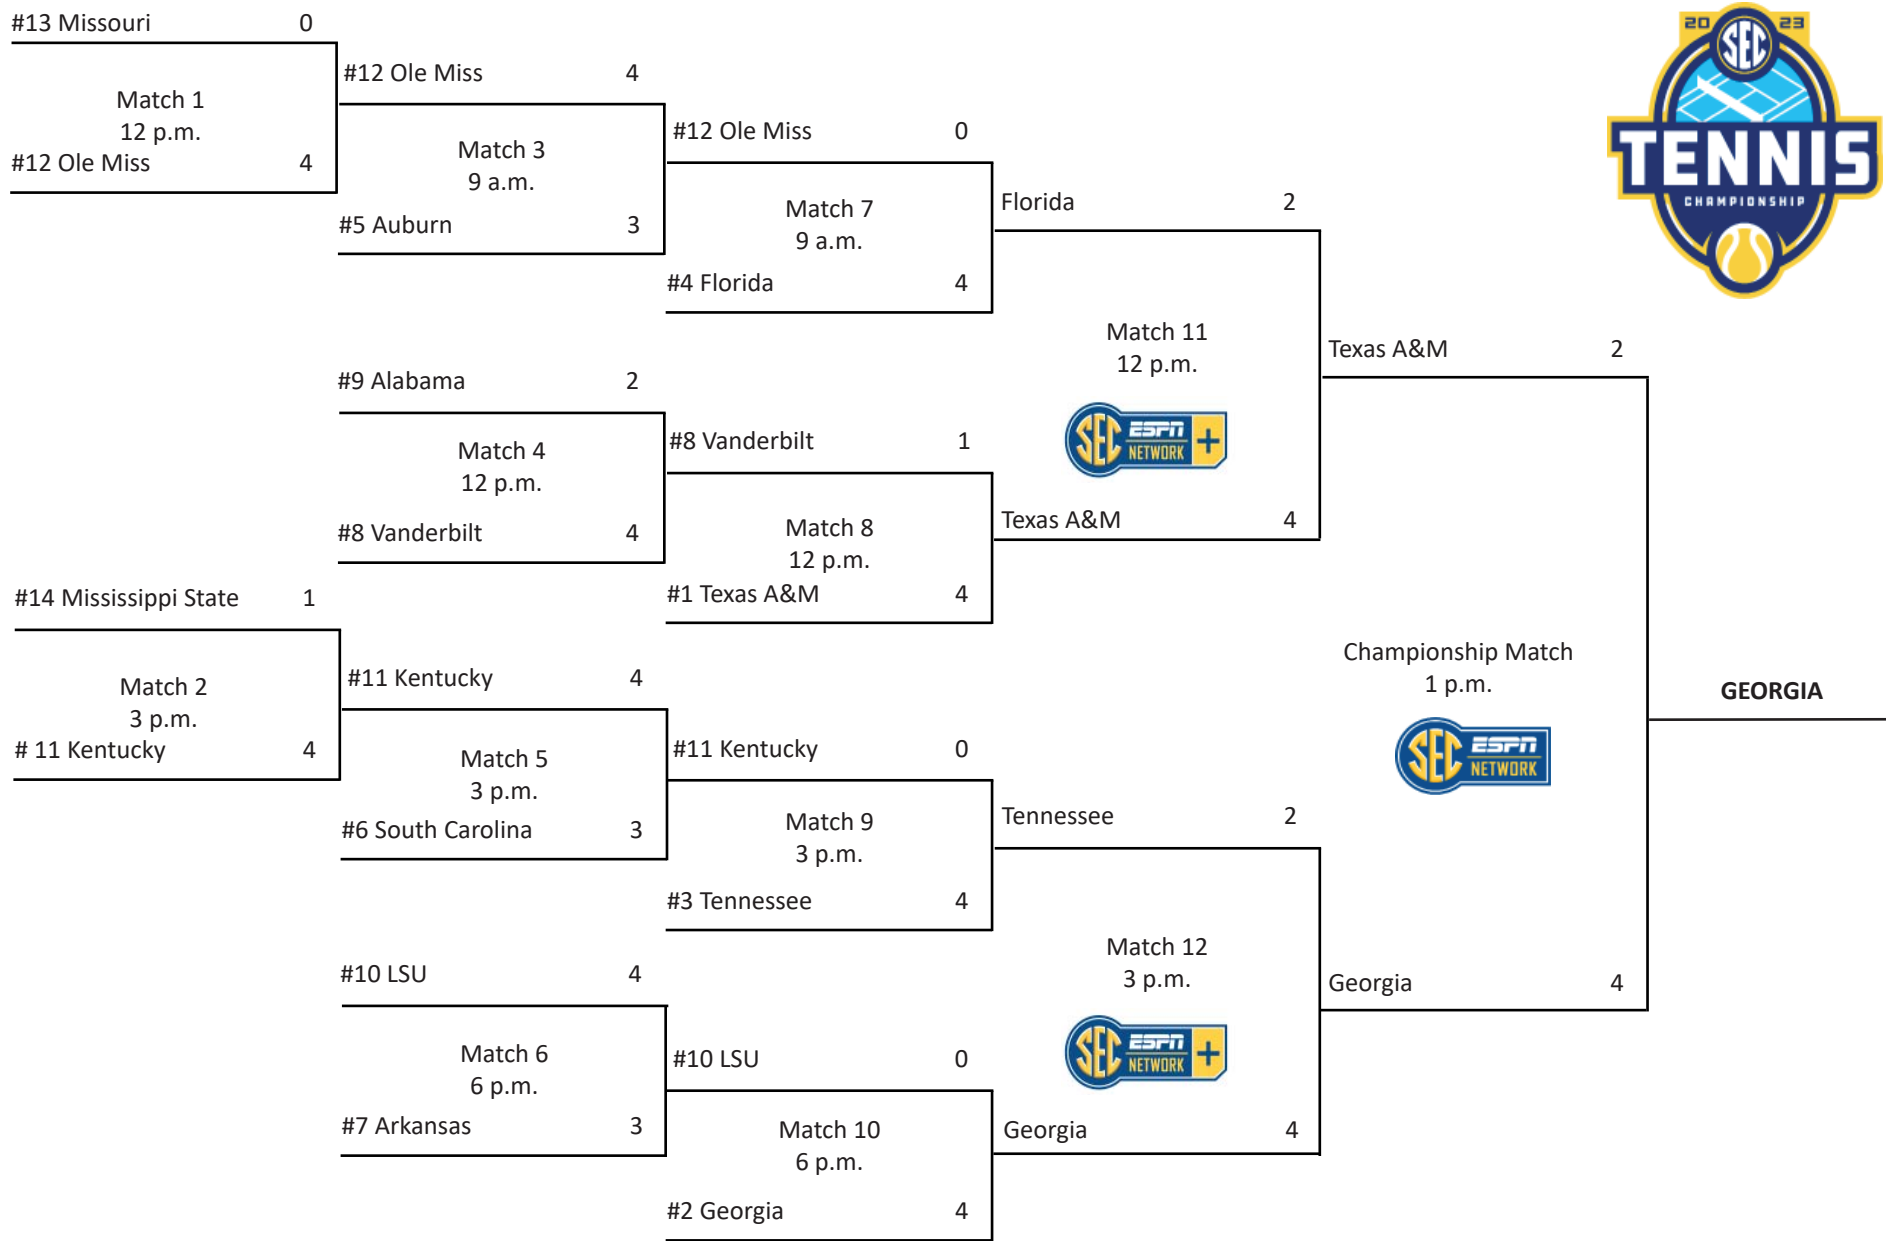 #13 Missouri 0
Match 1
12 p.m.
#12 Ole Miss 4
#12 Ole Miss 4
Match 3
9 a.m.
#5 Auburn 3
#12 Ole Miss 0
Match 7
9 a.m.
#4 Florida 4
#9 Alabama 2
Match 4
12 p.m.
#8 Vanderbilt 4
#8 Vanderbilt 1
Match 8
12 p.m.
#1 Texas A&M 4
Florida 2
Match 11
12 p.m.
SEC ESPN NETWORK +
Texas A&M 4
#14 Mississippi State 1
Match 2
3 p.m.
# 11 Kentucky 4
#11 Kentucky 4
Match 5
3 p.m.
#6 South Carolina 3
#11 Kentucky 0
Match 9
3 p.m.
#3 Tennessee 4
#10 LSU 4
Match 6
6 p.m.
#7 Arkansas 3
#10 LSU 0
Match 10
6 p.m.
#2 Georgia 4
Tennessee 2
Match 12
3 p.m.
SEC ESPN NETWORK +
Georgia 4
Texas A&M 2
Championship Match
1 p.m.
SEC ESPN NETWORK
Georgia 4
GEORGIA
20 SEC 23
TENNIS
CHAMPIONSHIP